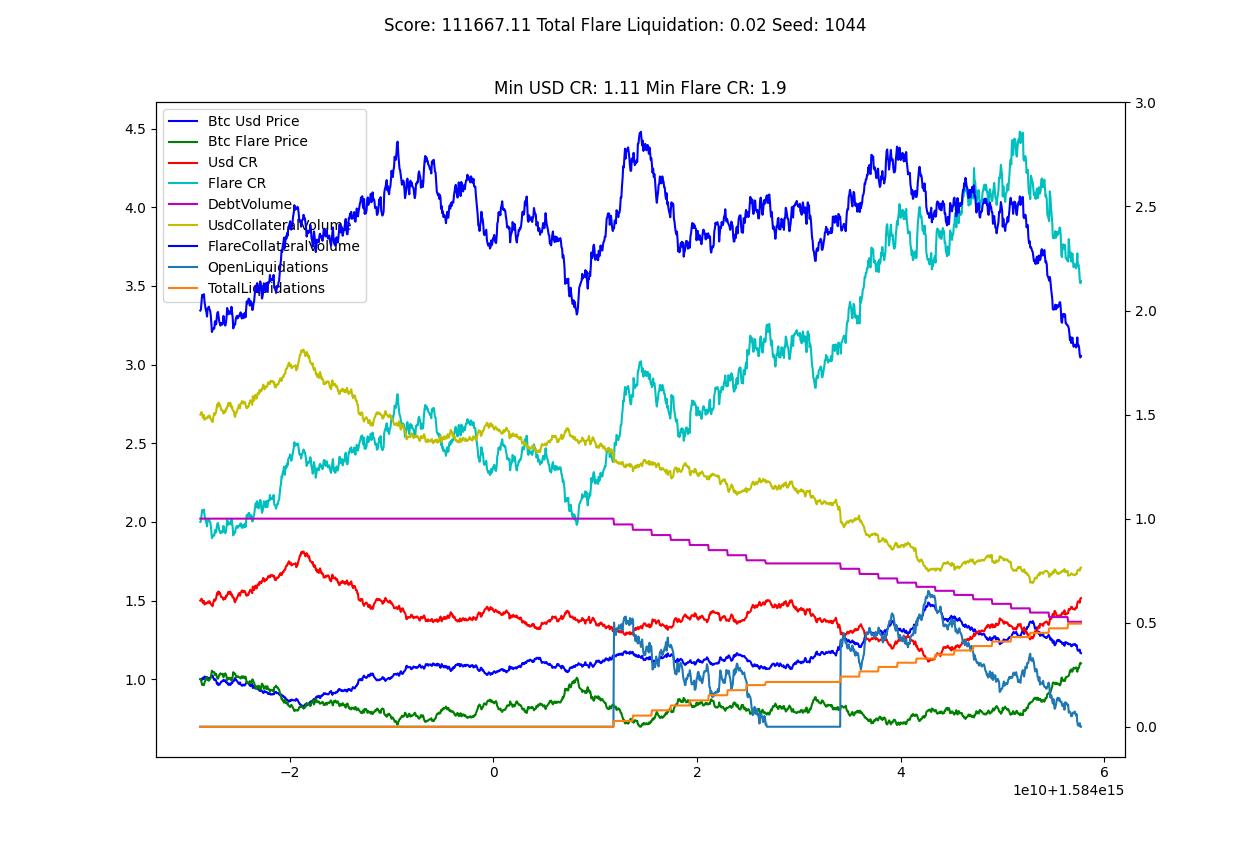 Score: 111667.11 Total Flare Liquidation: 0.02 Seed: 1044
Min USD CR: 1.11 Min Flare CR: 1.9
Btc Usd Price
Btc Flare Price
Usd CR
Flare CR
DebtVolume
UsdCollateralVolume
FlareCollateralVolume
OpenLiquidations
TotalLiquidations
4.5
4.0
3.5
3.0
2.5
2.0
1.5
1.0
3.0
2.5
2.0
1.5
1.0
0.5
0.0
−2
0
2
4
6
1e10+1.584e15